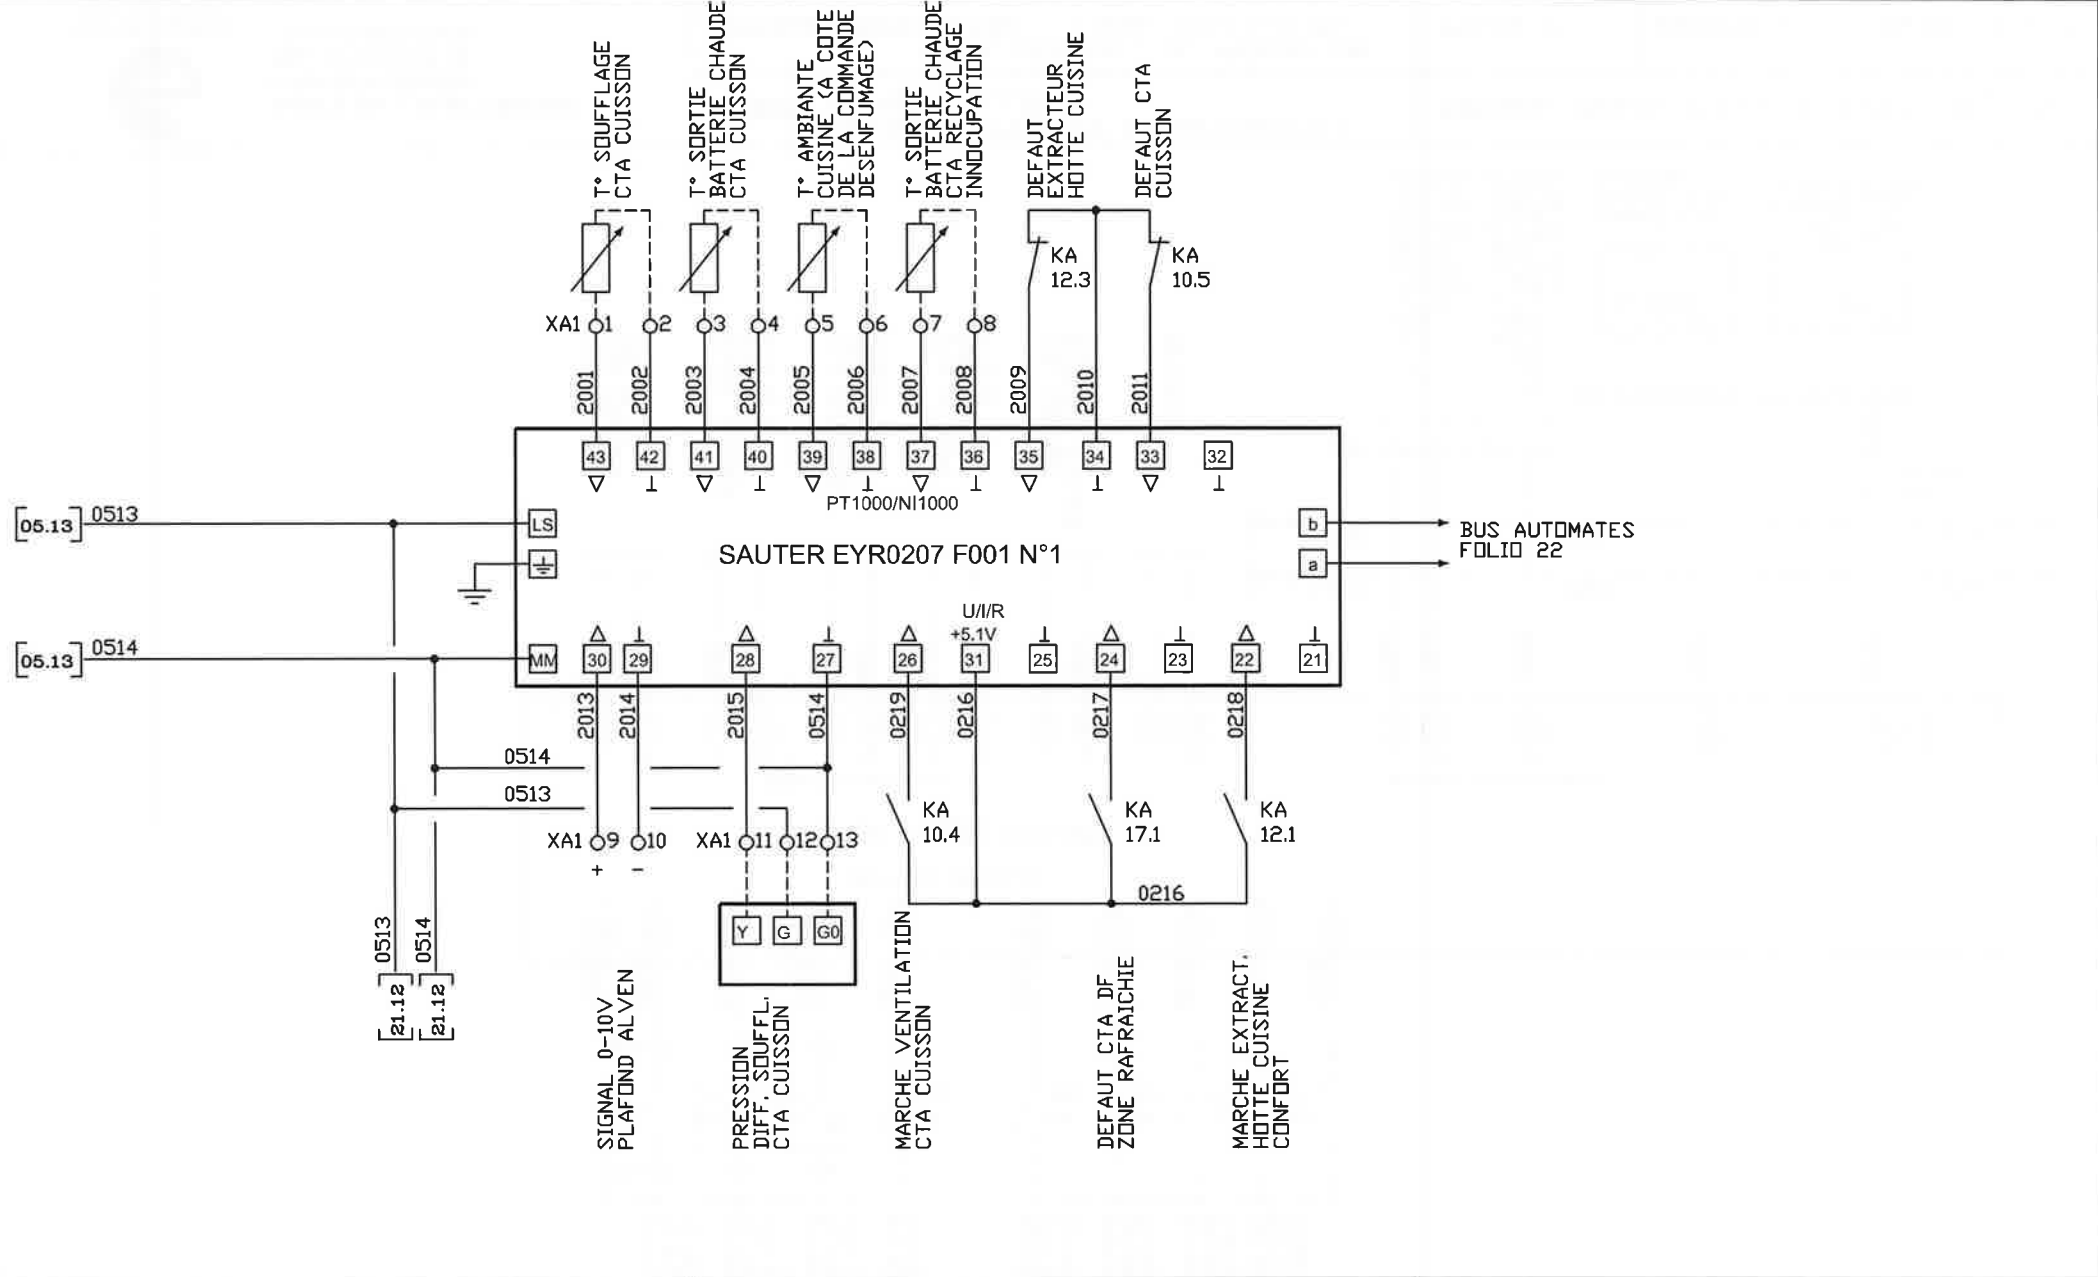 T° SOUFFLAGE
CTA CUISSON
T° SORTIE
BATTERIE CHAUDE
CTA CUISSON
T° AMBIANTE
CUISINE (A COTE
DE LA COMMANDE
DESENFUMAGE)
T° SORTIE
BATTERIE CHAUDE
CTA RECYCLAGE
INNOCUPATION
DEFAUT
EXTRACTEUR
HOTTE CUISINE
DEFAUT CTA
CUISSON
KA
12.3
KA
10.5
XA1 1 2 3 4 5 6 7 8
2001 2002 2003 2004 2005 2006 2007 2008 2009 2010 2011
43 42 41 40 39 38 37 36 35 34 33 32
PT1000/NI1000
05.13 0513 LS
b
BUS AUTOMATES
FOLIO 22
SAUTER EYR0207 F001 N°1
a
U/I/R
+5.1V
05.13 0514 MM
30 29 28 27 26 31 25 24 23 22 21
2013 2014 2015 0514 0219 0216 0217 0218
0514
0513
KA
10.4
KA
17.1
KA
12.1
XA1 9 10 XA1 11 12 13
+ -
0216
Y G G0
0513 0514
21.12 21.12
SIGNAL 0-10V
PLAFOND ALVEN
PRESSION
DIFF. SOUFFL.
CTA CUISSON
MARCHE VENTILATION
CTA CUISSON
DEFAUT CTA DF
ZONE RAFRAICHIE
MARCHE EXTRACT.
HOTTE CUISINE
CONFORT